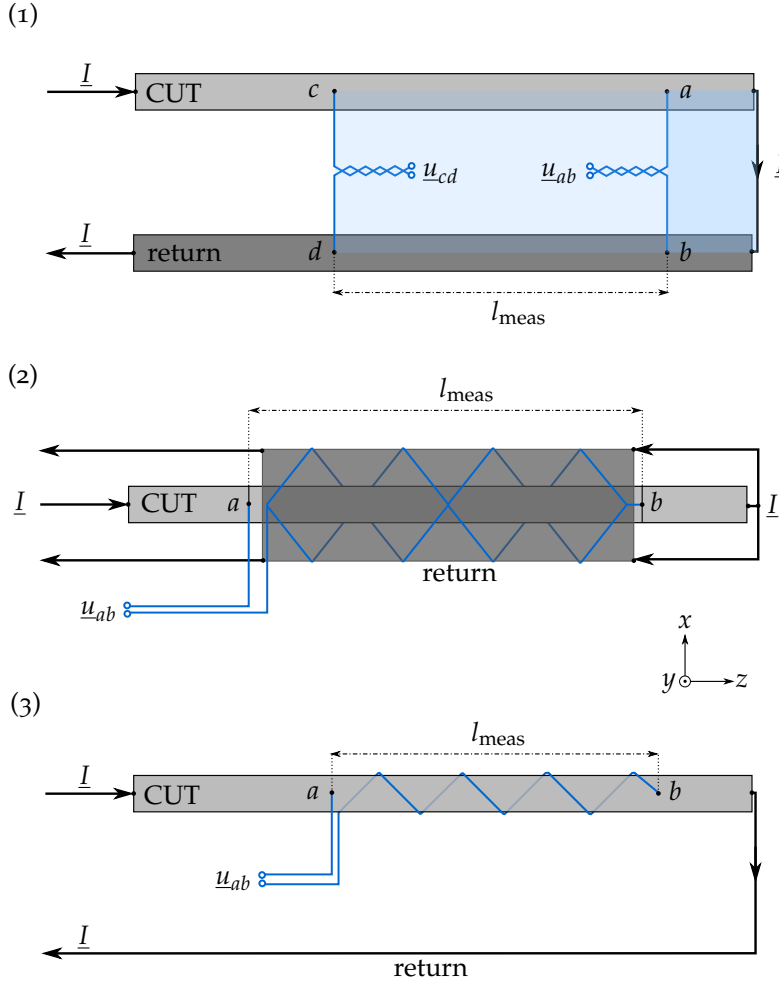 (1)
I
CUT
c
a
u_cd
u_ab
I
I
return
d
b
l_meas
(2)
l_meas
I
CUT
a
b
I
return
u_ab
x
y
z
(3)
l_meas
I
CUT
a
b
u_ab
I
return